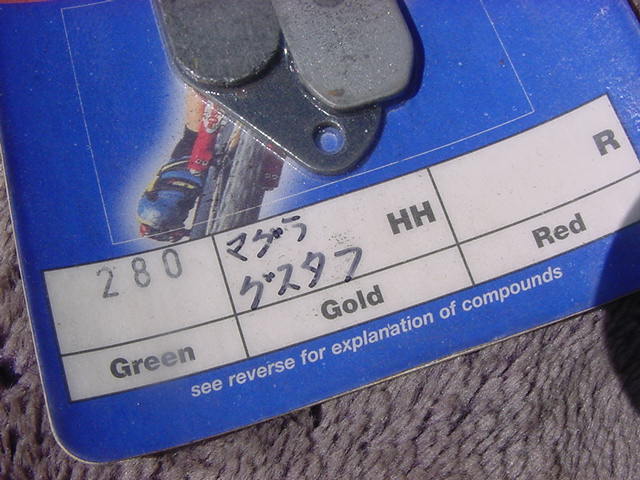 280
マグラ
グスタフ
HH
R
Green
Gold
Red
see reverse for explanation of compounds